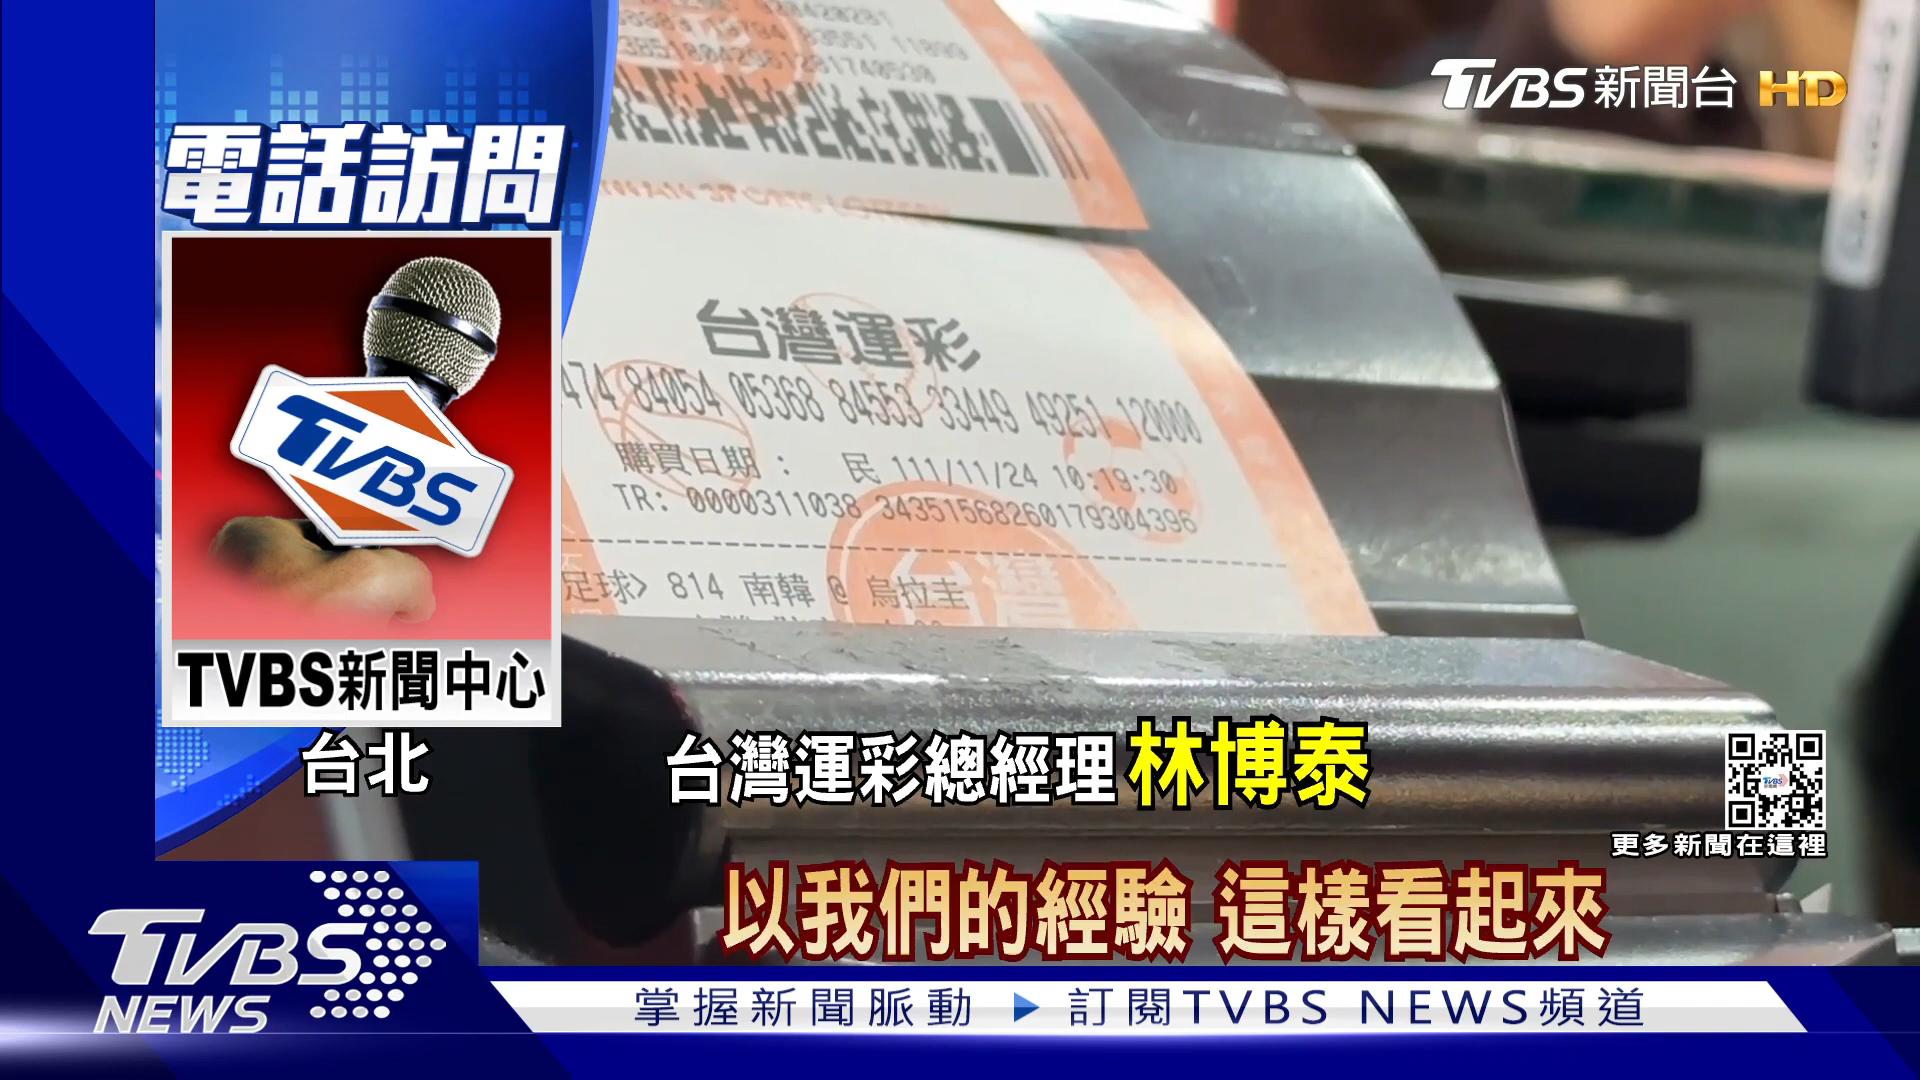 TVBS新聞台 HD
電話訪問
TVBS
TVBS新聞中心
台北
台灣運彩
474 84054 05368 84553 33449 49251 12000
購買日期： 民 111/11/24 10:19:30
TR: 0000311038 34351568260179304396
足球> 814 南韓 @ 烏拉圭
台灣運彩總經理 林博泰
更多新聞在這裡
以我們的經驗 這樣看起來
TVBS NEWS
掌握新聞脈動 ▶ 訂閱TVBS NEWS頻道